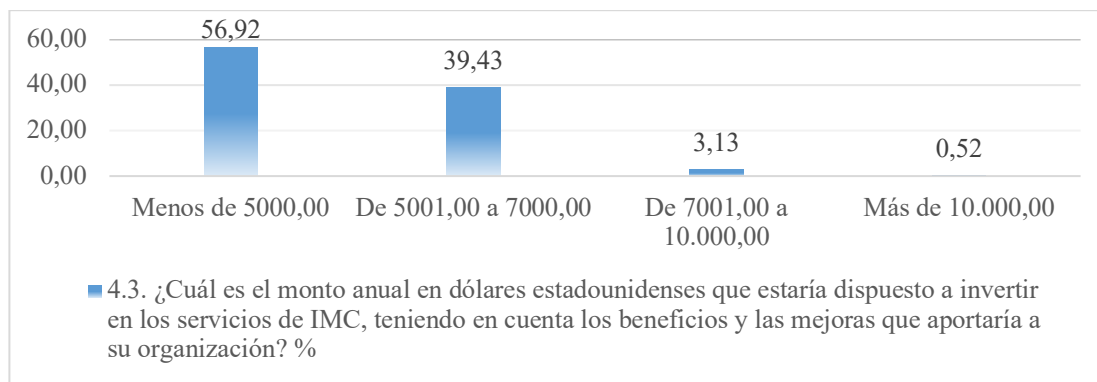 60,00
40,00
20,00
0,00
56,92
39,43
3,13
0,52
Menos de 5000,00
De 5001,00 a 7000,00
De 7001,00 a
10.000,00
Más de 10.000,00
4.3. ¿Cuál es el monto anual en dólares estadounidenses que estaría dispuesto a invertir
en los servicios de IMC, teniendo en cuenta los beneficios y las mejoras que aportaría a
su organización? %